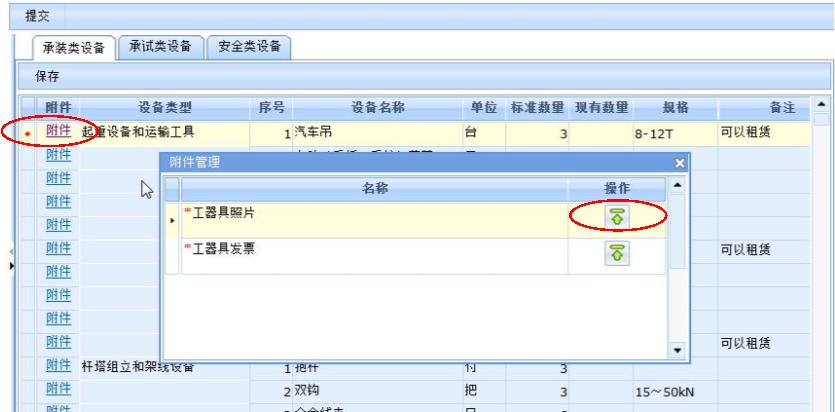 提交
承装类设备 承试类设备 安全类设备
保存
附件 设备类型 序号 设备名称 单位 标准数量 现有数量 规格 备注
附件 起重设备和运输工具 1 汽车吊 台 3 8-12T 可以租赁
附件
附件管理
附件
名称 操作
附件
*工器具照片
附件
附件 *工器具发票 可以租赁
附件
附件
附件
附件 可以租赁
附件 杆塔组立和架线设备 1 抱杆 付 3
附件 2 双钩 把 3 15～50kN
附件